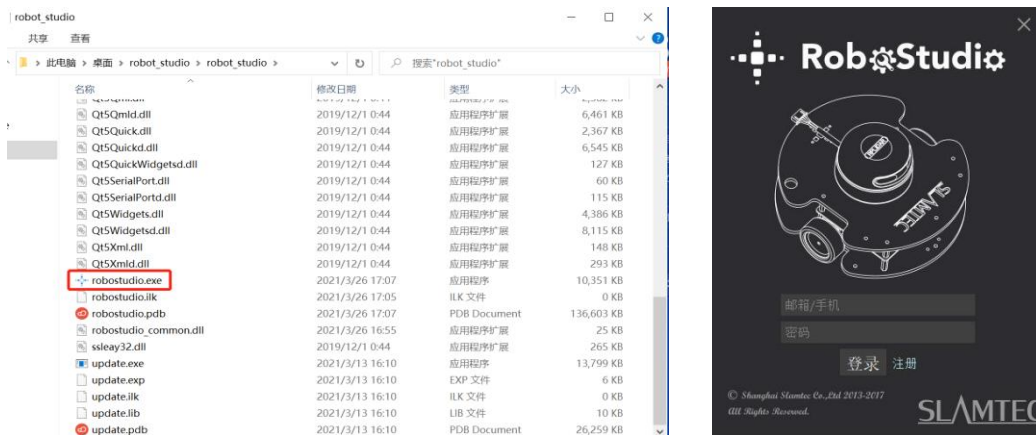 robot_studio
共享 查看
> 此电脑 > 桌面 > robot_studio > robot_studio >
搜索"robot_studio"
名称 修改日期 类型 大小
Qt5Qmld.dll 2019/12/1 0:44 应用程序扩展 6,461 KB
Qt5Quick.dll 2019/12/1 0:44 应用程序扩展 2,367 KB
Qt5Quickd.dll 2019/12/1 0:44 应用程序扩展 6,545 KB
Qt5QuickWidgetsd.dll 2019/12/1 0:44 应用程序扩展 127 KB
Qt5SerialPort.dll 2019/12/1 0:44 应用程序扩展 60 KB
Qt5SerialPortd.dll 2019/12/1 0:44 应用程序扩展 115 KB
Qt5Widgets.dll 2019/12/1 0:44 应用程序扩展 4,386 KB
Qt5Widgetsd.dll 2019/12/1 0:44 应用程序扩展 8,115 KB
Qt5Xml.dll 2019/12/1 0:44 应用程序扩展 148 KB
Qt5Xmld.dll 2019/12/1 0:44 应用程序扩展 293 KB
robostudio.exe 2021/3/26 17:07 应用程序 10,351 KB
robostudio.ilk 2021/3/26 17:05 ILK 文件 0 KB
robostudio.pdb 2021/3/26 17:07 PDB Document 136,603 KB
robostudio_common.dll 2021/3/26 16:55 应用程序扩展 25 KB
ssleay32.dll 2019/12/1 0:44 应用程序扩展 265 KB
update.exe 2021/3/13 16:10 应用程序 13,799 KB
update.exp 2021/3/13 16:10 EXP 文件 6 KB
update.ilk 2021/3/13 16:10 ILK 文件 0 KB
update.lib 2021/3/13 16:10 LIB 文件 10 KB
update.pdb 2021/3/13 16:10 PDB Document 26,259 KB
RoboStudio
SLAMTEC
邮箱/手机
密码
登录 注册
© Shanghai Slamtec Co.,Ltd 2013-2017
All Rights Reserved.
SLAMTEC